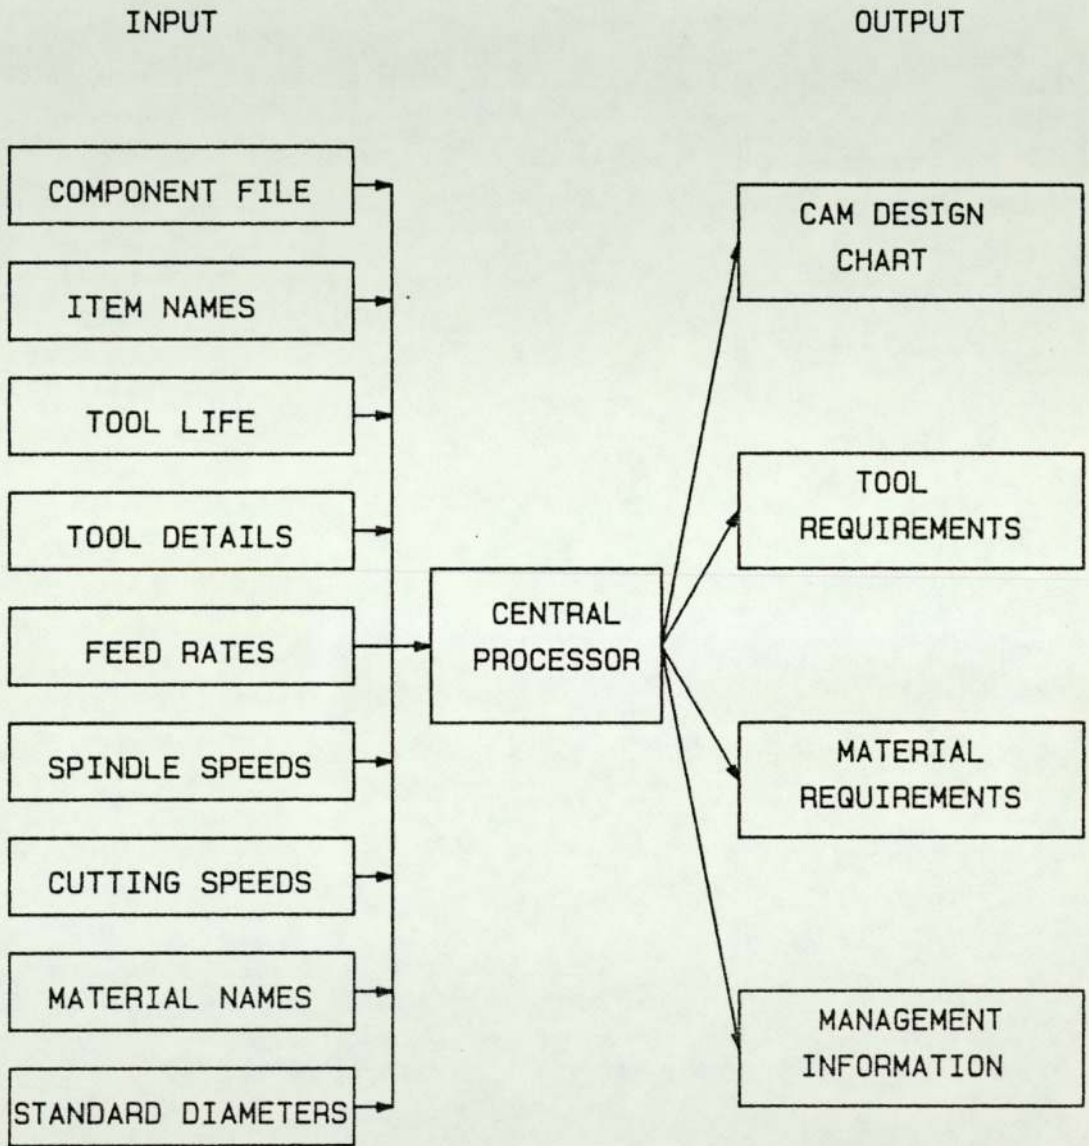 INPUT
OUTPUT
COMPONENT FILE
ITEM NAMES
TOOL LIFE
TOOL DETAILS
FEED RATES
SPINDLE SPEEDS
CUTTING SPEEDS
MATERIAL NAMES
STANDARD DIAMETERS
CENTRAL
PROCESSOR
CAM DESIGN
CHART
TOOL
REQUIREMENTS
MATERIAL
REQUIREMENTS
MANAGEMENT
INFORMATION